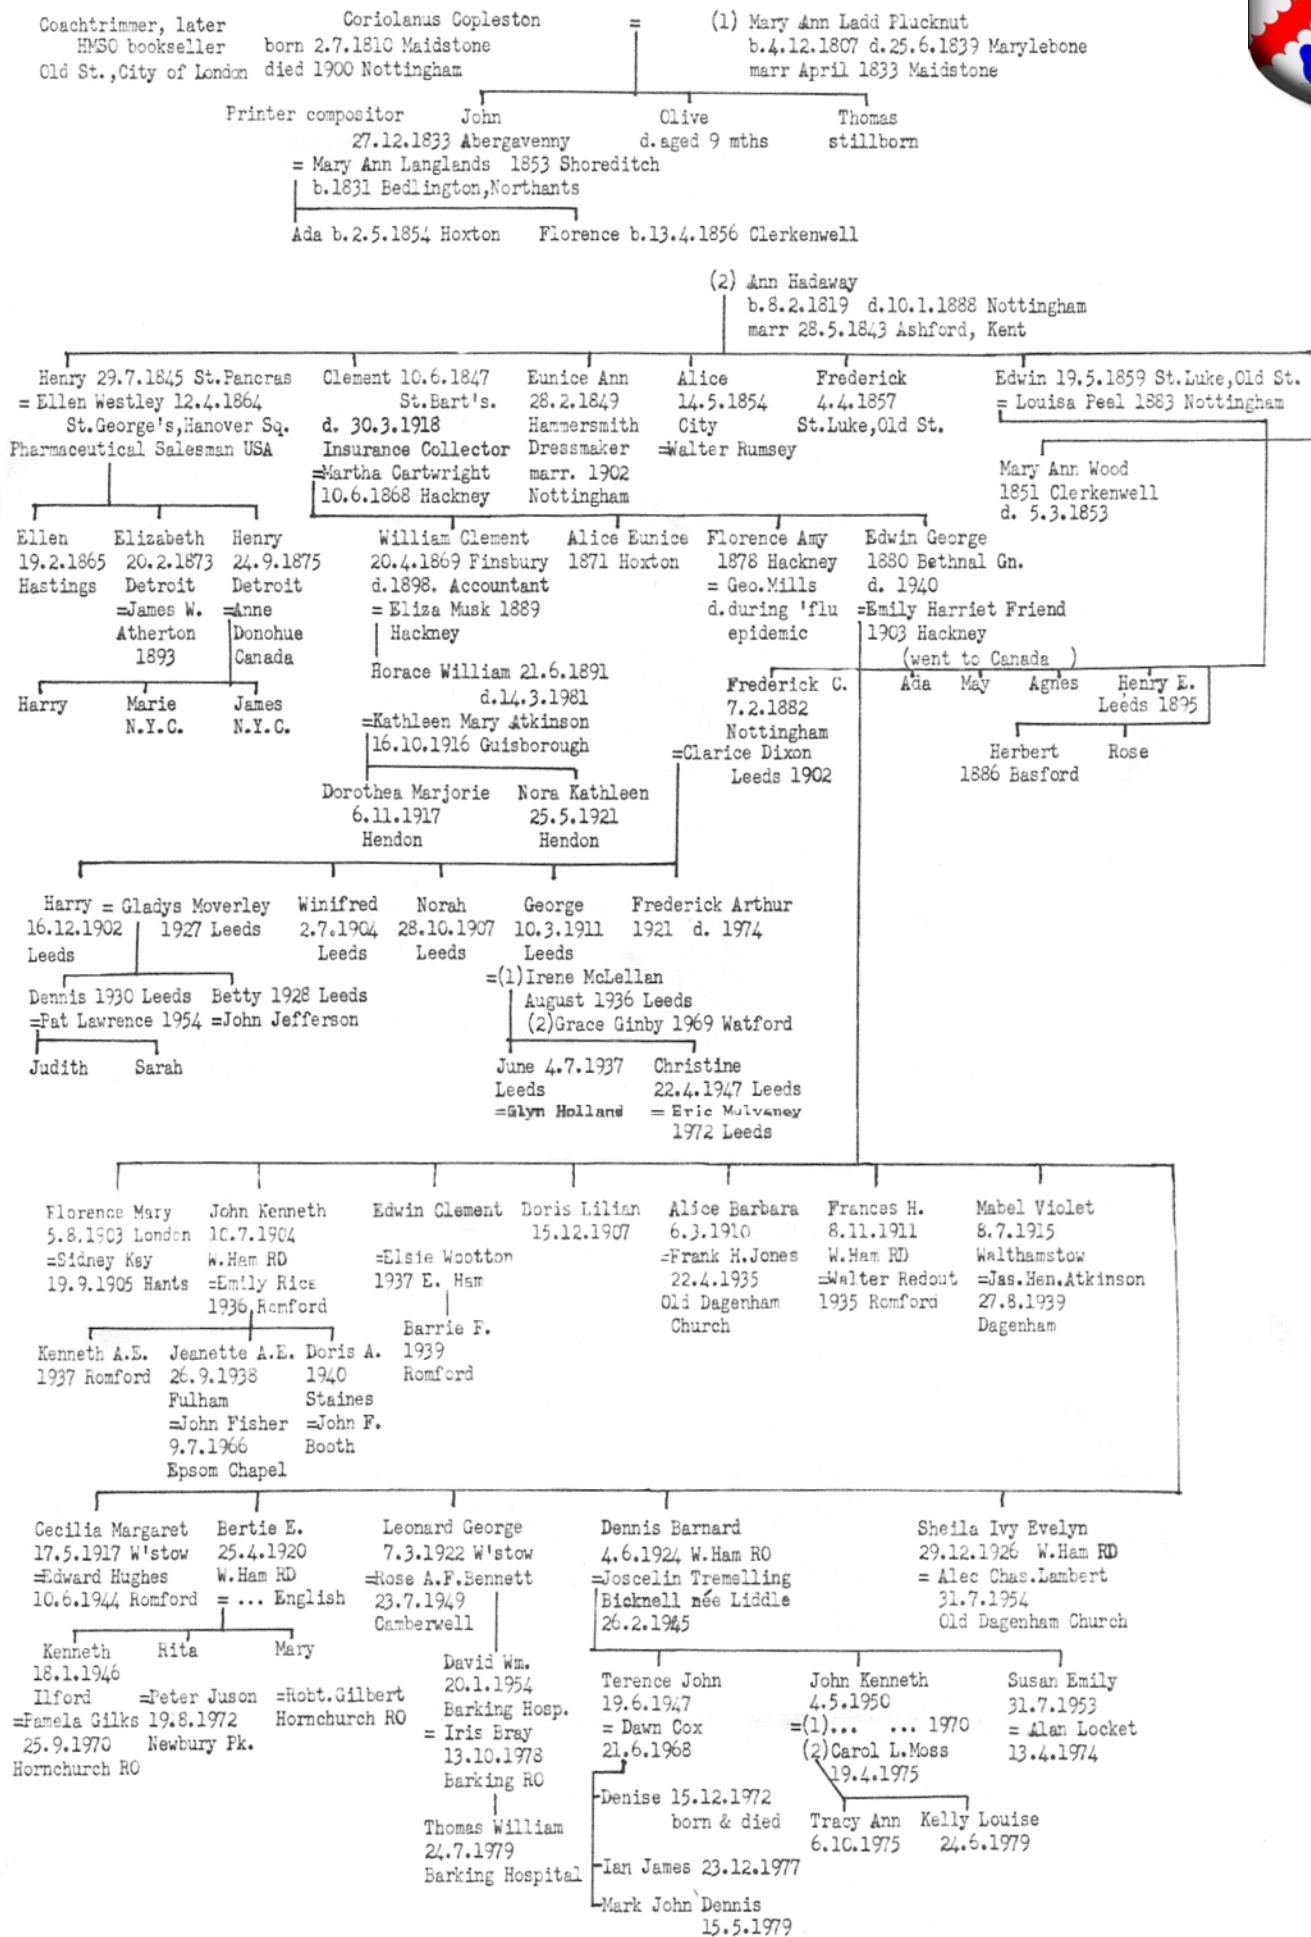 Coachtrimmer, later
HMSO bookseller
Old St.,City of London
Coriolanus Copleston
born 2.7.1810 Maidstone
died 1900 Nottingham
=
(1) Mary Ann Ladd Plucknut
b.4.12.1807 d.25.6.1839 Marylebone
marr April 1833 Maidstone
Printer compositor
John
27.12.1833 Abergavenny
= Mary Ann Langlands 1853 Shoreditch
b.1831 Bedlington,Northants
Olive
d.aged 9 mths
Thomas
stillborn
Ada b.2.5.1854 Hoxton
Florence b.13.4.1856 Clerkenwell
(2) Ann Hadaway
b.8.2.1819 d.10.1.1888 Nottingham
marr 28.5.1843 Ashford, Kent
Henry 29.7.1845 St.Pancras
= Ellen Westley 12.4.1864
St.George's,Hanover Sq.
Pharmaceutical Salesman USA
Clement 10.6.1847
St.Bart's.
d. 30.3.1918
Insurance Collector
=Martha Cartwright
10.6.1868 Hackney
Eunice Ann
28.2.1849
Hammersmith
Dressmaker
marr. 1902
Nottingham
Alice
14.5.1854
City
=Walter Rumsey
Frederick
4.4.1857
St.Luke,Old St.
Edwin 19.5.1859 St.Luke,Old St.
= Louisa Peel 1883 Nottingham
Mary Ann Wood
1851 Clerkenwell
d. 5.3.1853
Ellen
19.2.1865
Hastings
Elizabeth
20.2.1873
Detroit
=James W.
Atherton
1893
Henry
24.9.1875
Detroit
=Anne
Donohue
Canada
William Clement
20.4.1869 Finsbury
d.1898. Accountant
= Eliza Musk 1889
Hackney
Alice Eunice
1871 Hoxton
Florence Amy
1878 Hackney
= Geo.Mills
d.during 'flu
epidemic
Edwin George
1880 Bethnal Gn.
d. 1940
=Emily Harriet Friend
1903 Hackney
Harry
Marie
N.Y.C.
James
N.Y.C.
Horace William 21.6.1891
d.14.3.1981
=Kathleen Mary Atkinson
16.10.1916 Guisborough
(went to Canada )
Frederick C.
7.2.1882
Nottingham
=Clarice Dixon
Leeds 1902
Ada
May
Agnes
Henry E.
Leeds 1895
Herbert
1886 Basford
Rose
Dorothea Marjorie
6.11.1917
Hendon
Nora Kathleen
25.5.1921
Hendon
Harry = Gladys Moverley
16.12.1902 1927 Leeds
Leeds
Winifred
2.7.1904
Leeds
Norah
28.10.1907
Leeds
George
10.3.1911
Leeds
=(1)Irene McLellan
August 1936 Leeds
(2)Grace Ginby 1969 Watford
Frederick Arthur
1921 d. 1974
Dennis 1930 Leeds
=Pat Lawrence 1954
Betty 1928 Leeds
=John Jefferson
Judith
Sarah
June 4.7.1937
Leeds
=Glyn Holland
Christine
22.4.1947 Leeds
= Eric Mulvaney
1972 Leeds
Florence Mary
5.8.1903 London
=Sidney Key
19.9.1905 Hants
John Kenneth
10.7.1904
W.Ham RD
=Emily Rice
1936 Romford
Edwin Clement
=Elsie Wootton
1937 E. Ham
Doris Lilian
15.12.1907
Alice Barbara
6.3.1910
=Frank H.Jones
22.4.1935
Old Dagenham
Church
Frances H.
8.11.1911
W.Ham RD
=Walter Redout
1935 Romford
Mabel Violet
8.7.1915
Walthamstow
=Jas.Hen.Atkinson
27.8.1939
Dagenham
Kenneth A.E.
1937 Romford
Jeanette A.E.
26.9.1938
Fulham
=John Fisher
9.7.1966
Epsom Chapel
Doris A.
1940
Staines
=John F.
Booth
Barrie F.
1939
Romford
Cecilia Margaret
17.5.1917 W'stow
=Edward Hughes
10.6.1944 Romford
Bertie E.
25.4.1920
W.Ham RD
= ... English
Leonard George
7.3.1922 W'stow
=Rose A.F.Bennett
23.7.1949
Camberwell
Dennis Barnard
4.6.1924 W.Ham RO
=Joscelin Tremelling
Bicknell née Liddle
26.2.1945
Sheila Ivy Evelyn
29.12.1926 W.Ham RD
= Alec Chas.Lambert
31.7.1954
Old Dagenham Church
Kenneth
18.1.1946
Ilford
=Pamela Gilks
25.9.1970
Hornchurch RO
Rita
=Peter Juson
19.8.1972
Newbury Pk.
Mary
=Robt.Gilbert
Hornchurch RO
David Wm.
20.1.1954
Barking Hosp.
= Iris Bray
13.10.1978
Barking RO
Terence John
19.6.1947
= Dawn Cox
21.6.1968
John Kenneth
4.5.1950
=(1)... ... 1970
(2)Carol L.Moss
19.4.1975
Susan Emily
31.7.1953
= Alan Locket
13.4.1974
Thomas William
24.7.1979
Barking Hospital
Denise 15.12.1972
born & died
Ian James 23.12.1977
Mark John Dennis
15.5.1979
Tracy Ann
6.10.1975
Kelly Louise
24.6.1979